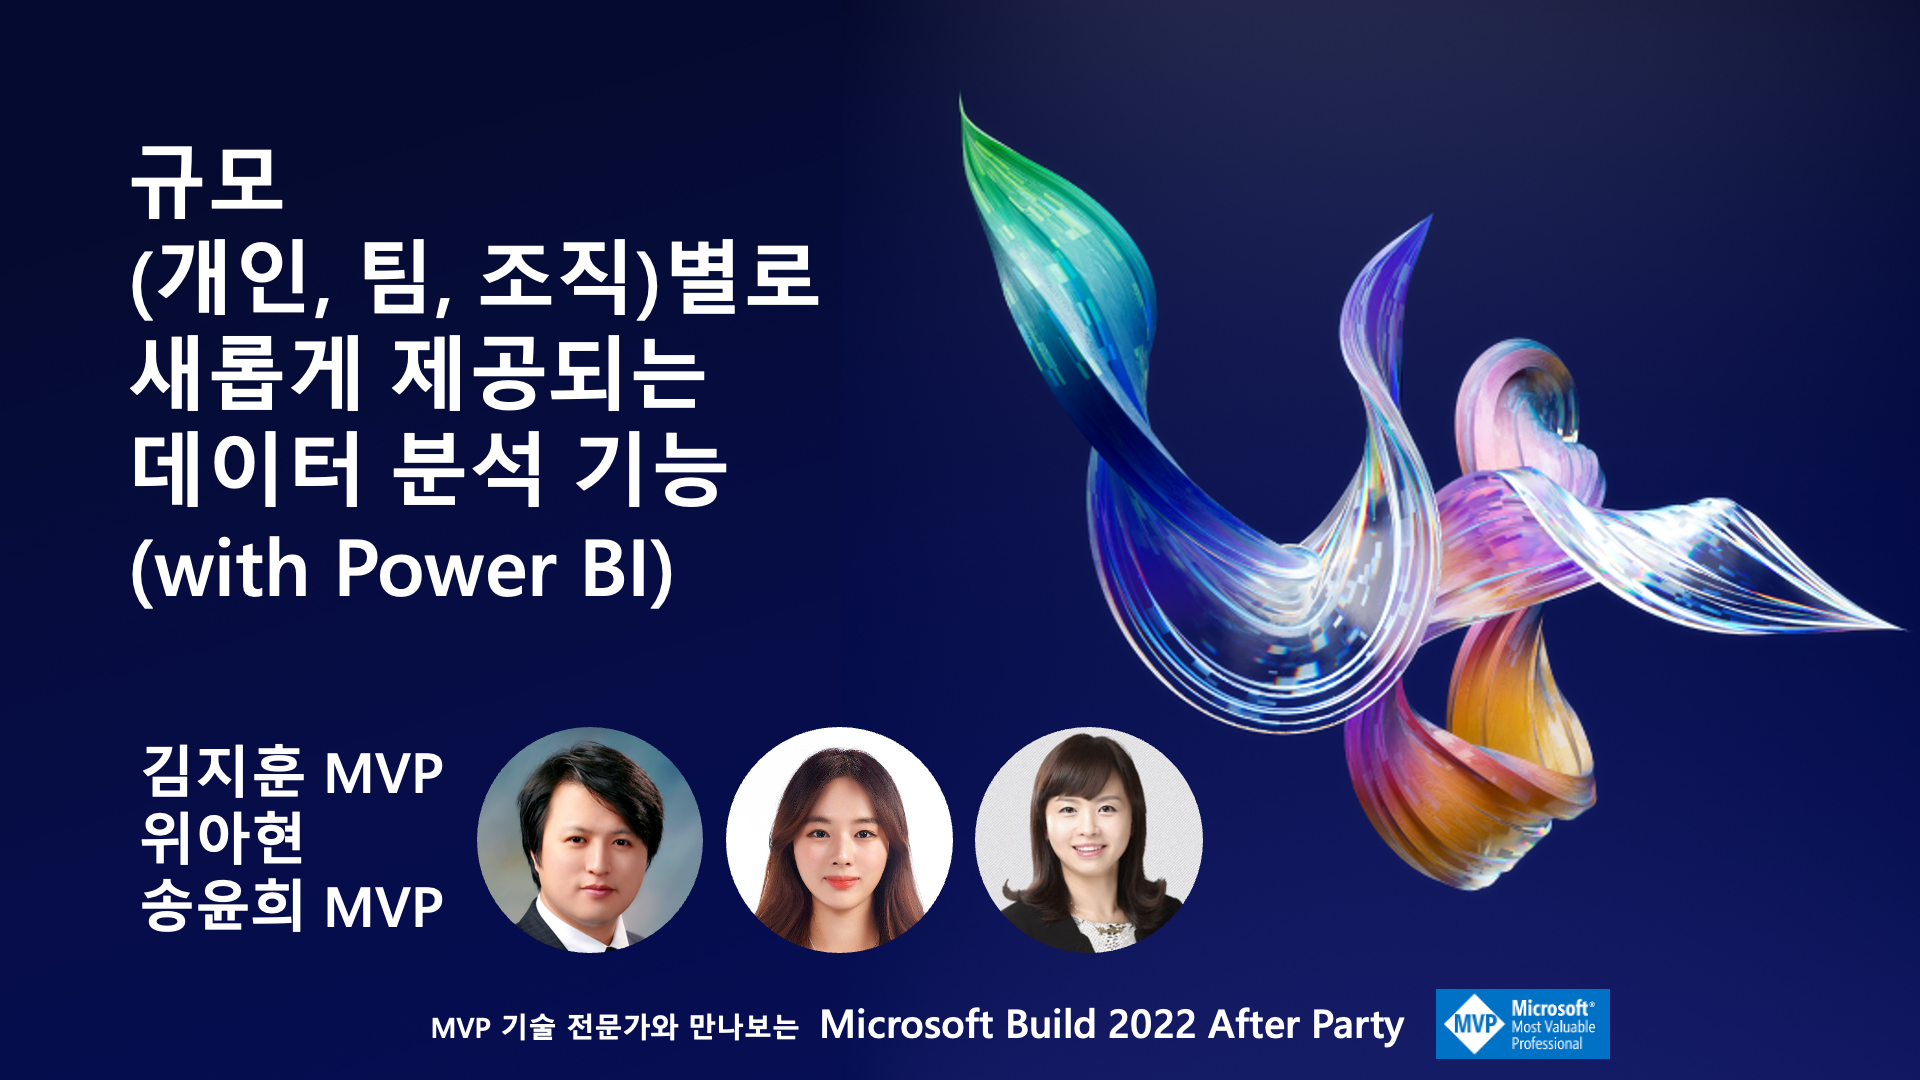 규모
(개인, 팀, 조직)별로
새롭게 제공되는
데이터 분석 기능
(with Power BI)
김지훈 MVP
위아현
송윤희 MVP
MVP 기술 전문가와 만나보는 Microsoft Build 2022 After Party
MVP
Microsoft®
Most Valuable
Professional